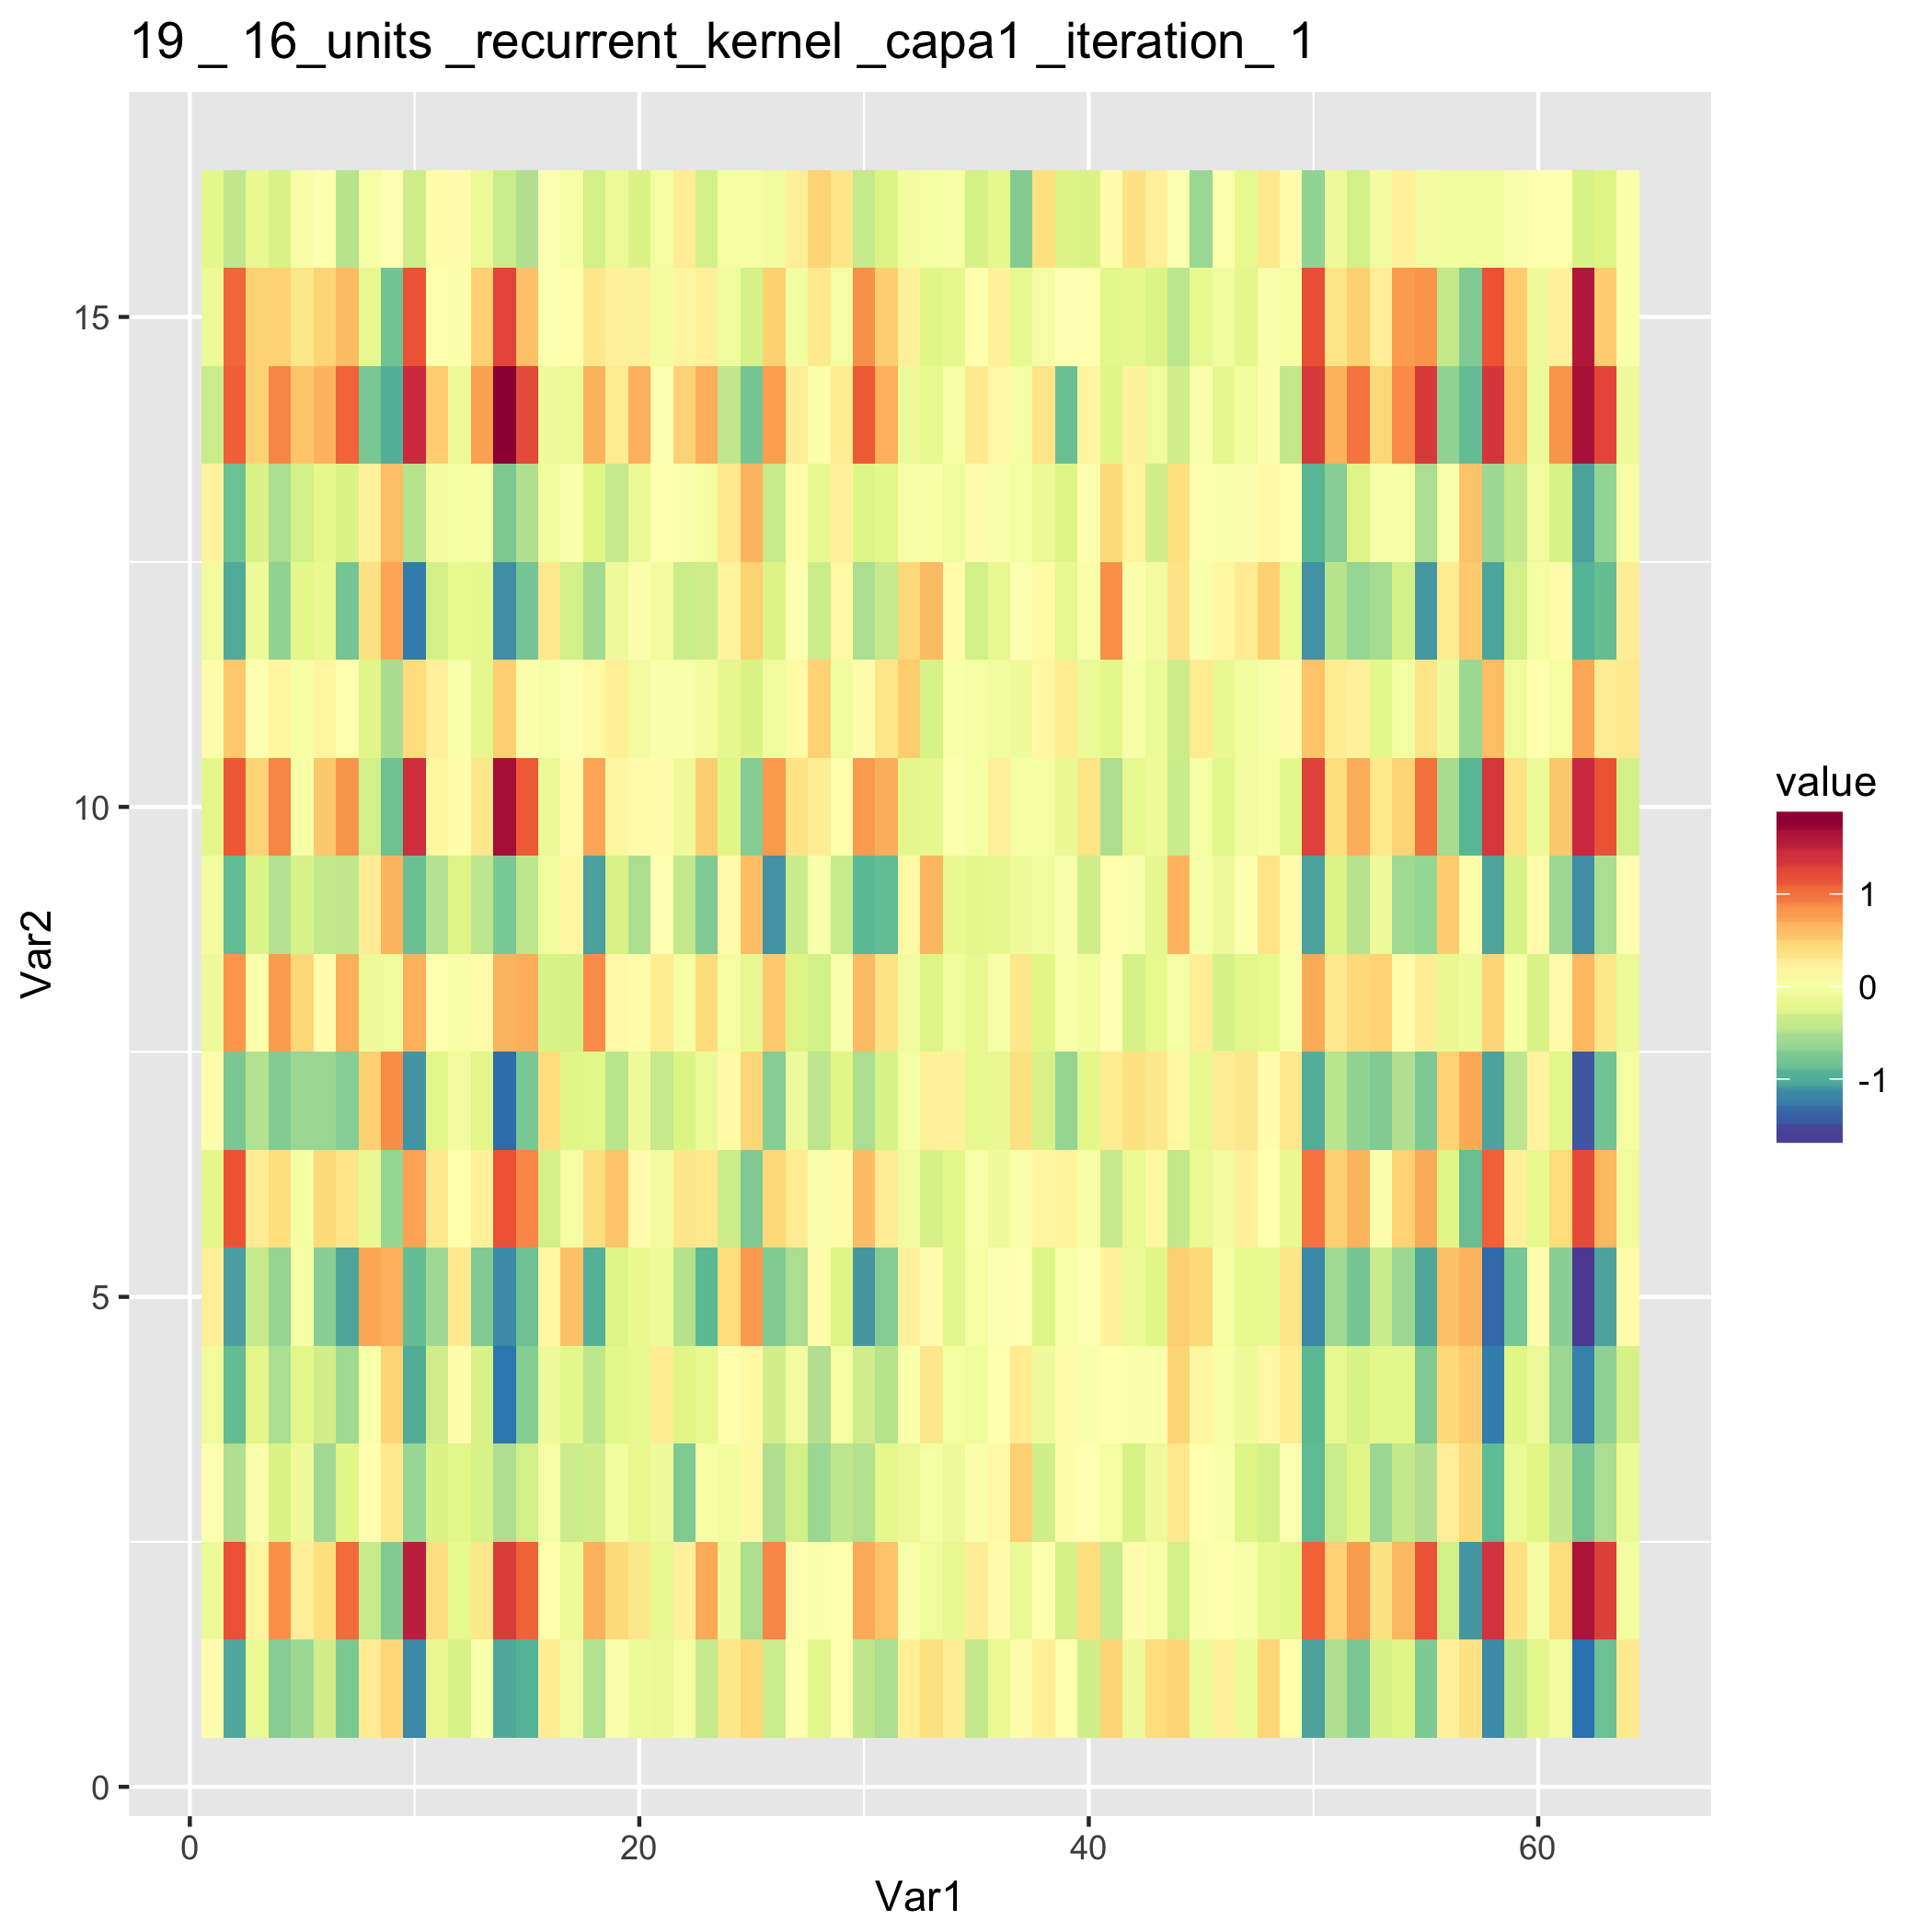 19 _ 16_units _recurrent_kernel _capa1 _iteration_ 1
15
10
5
0
Var2
0 20 40 60
Var1
value
1
0
-1